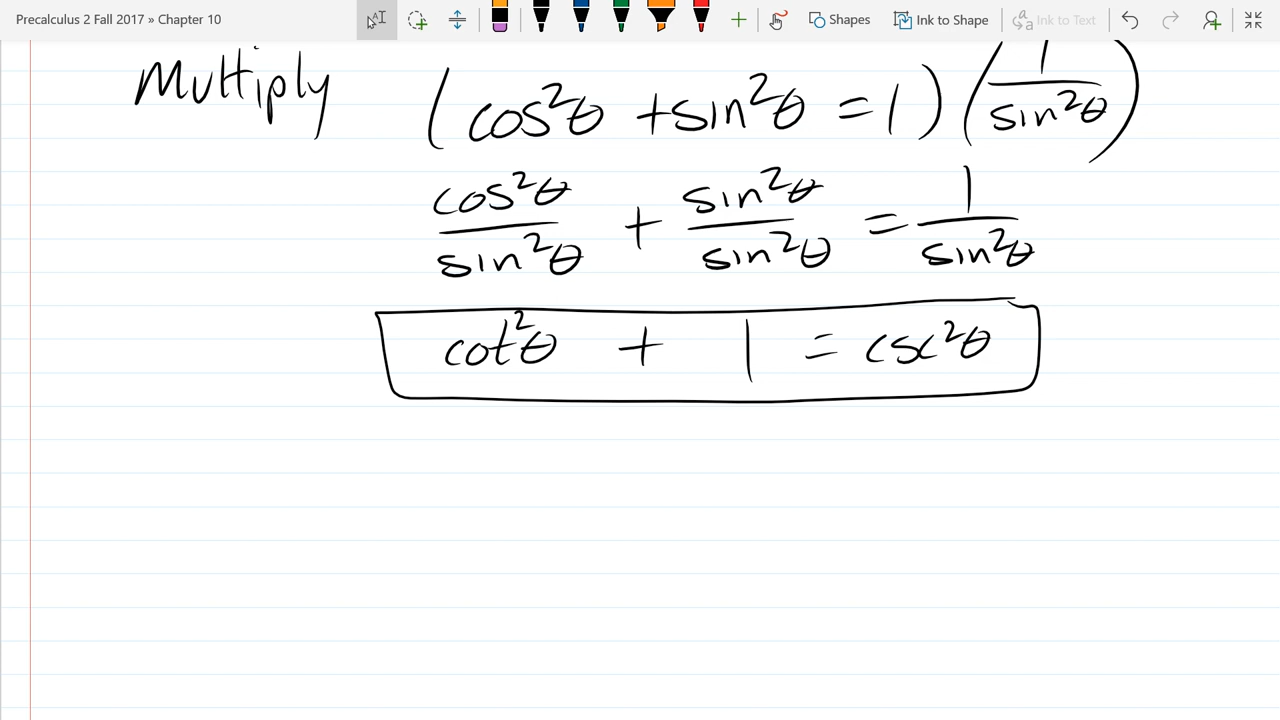 Precalculus 2 Fall 2017 » Chapter 10
Shapes Ink to Shape Ink to Text
Multiply (cos²θ + sin²θ = 1) (1/sin²θ)
cos²θ/sin²θ + sin²θ/sin²θ = 1/sin²θ
cot²θ + 1 = csc²θ